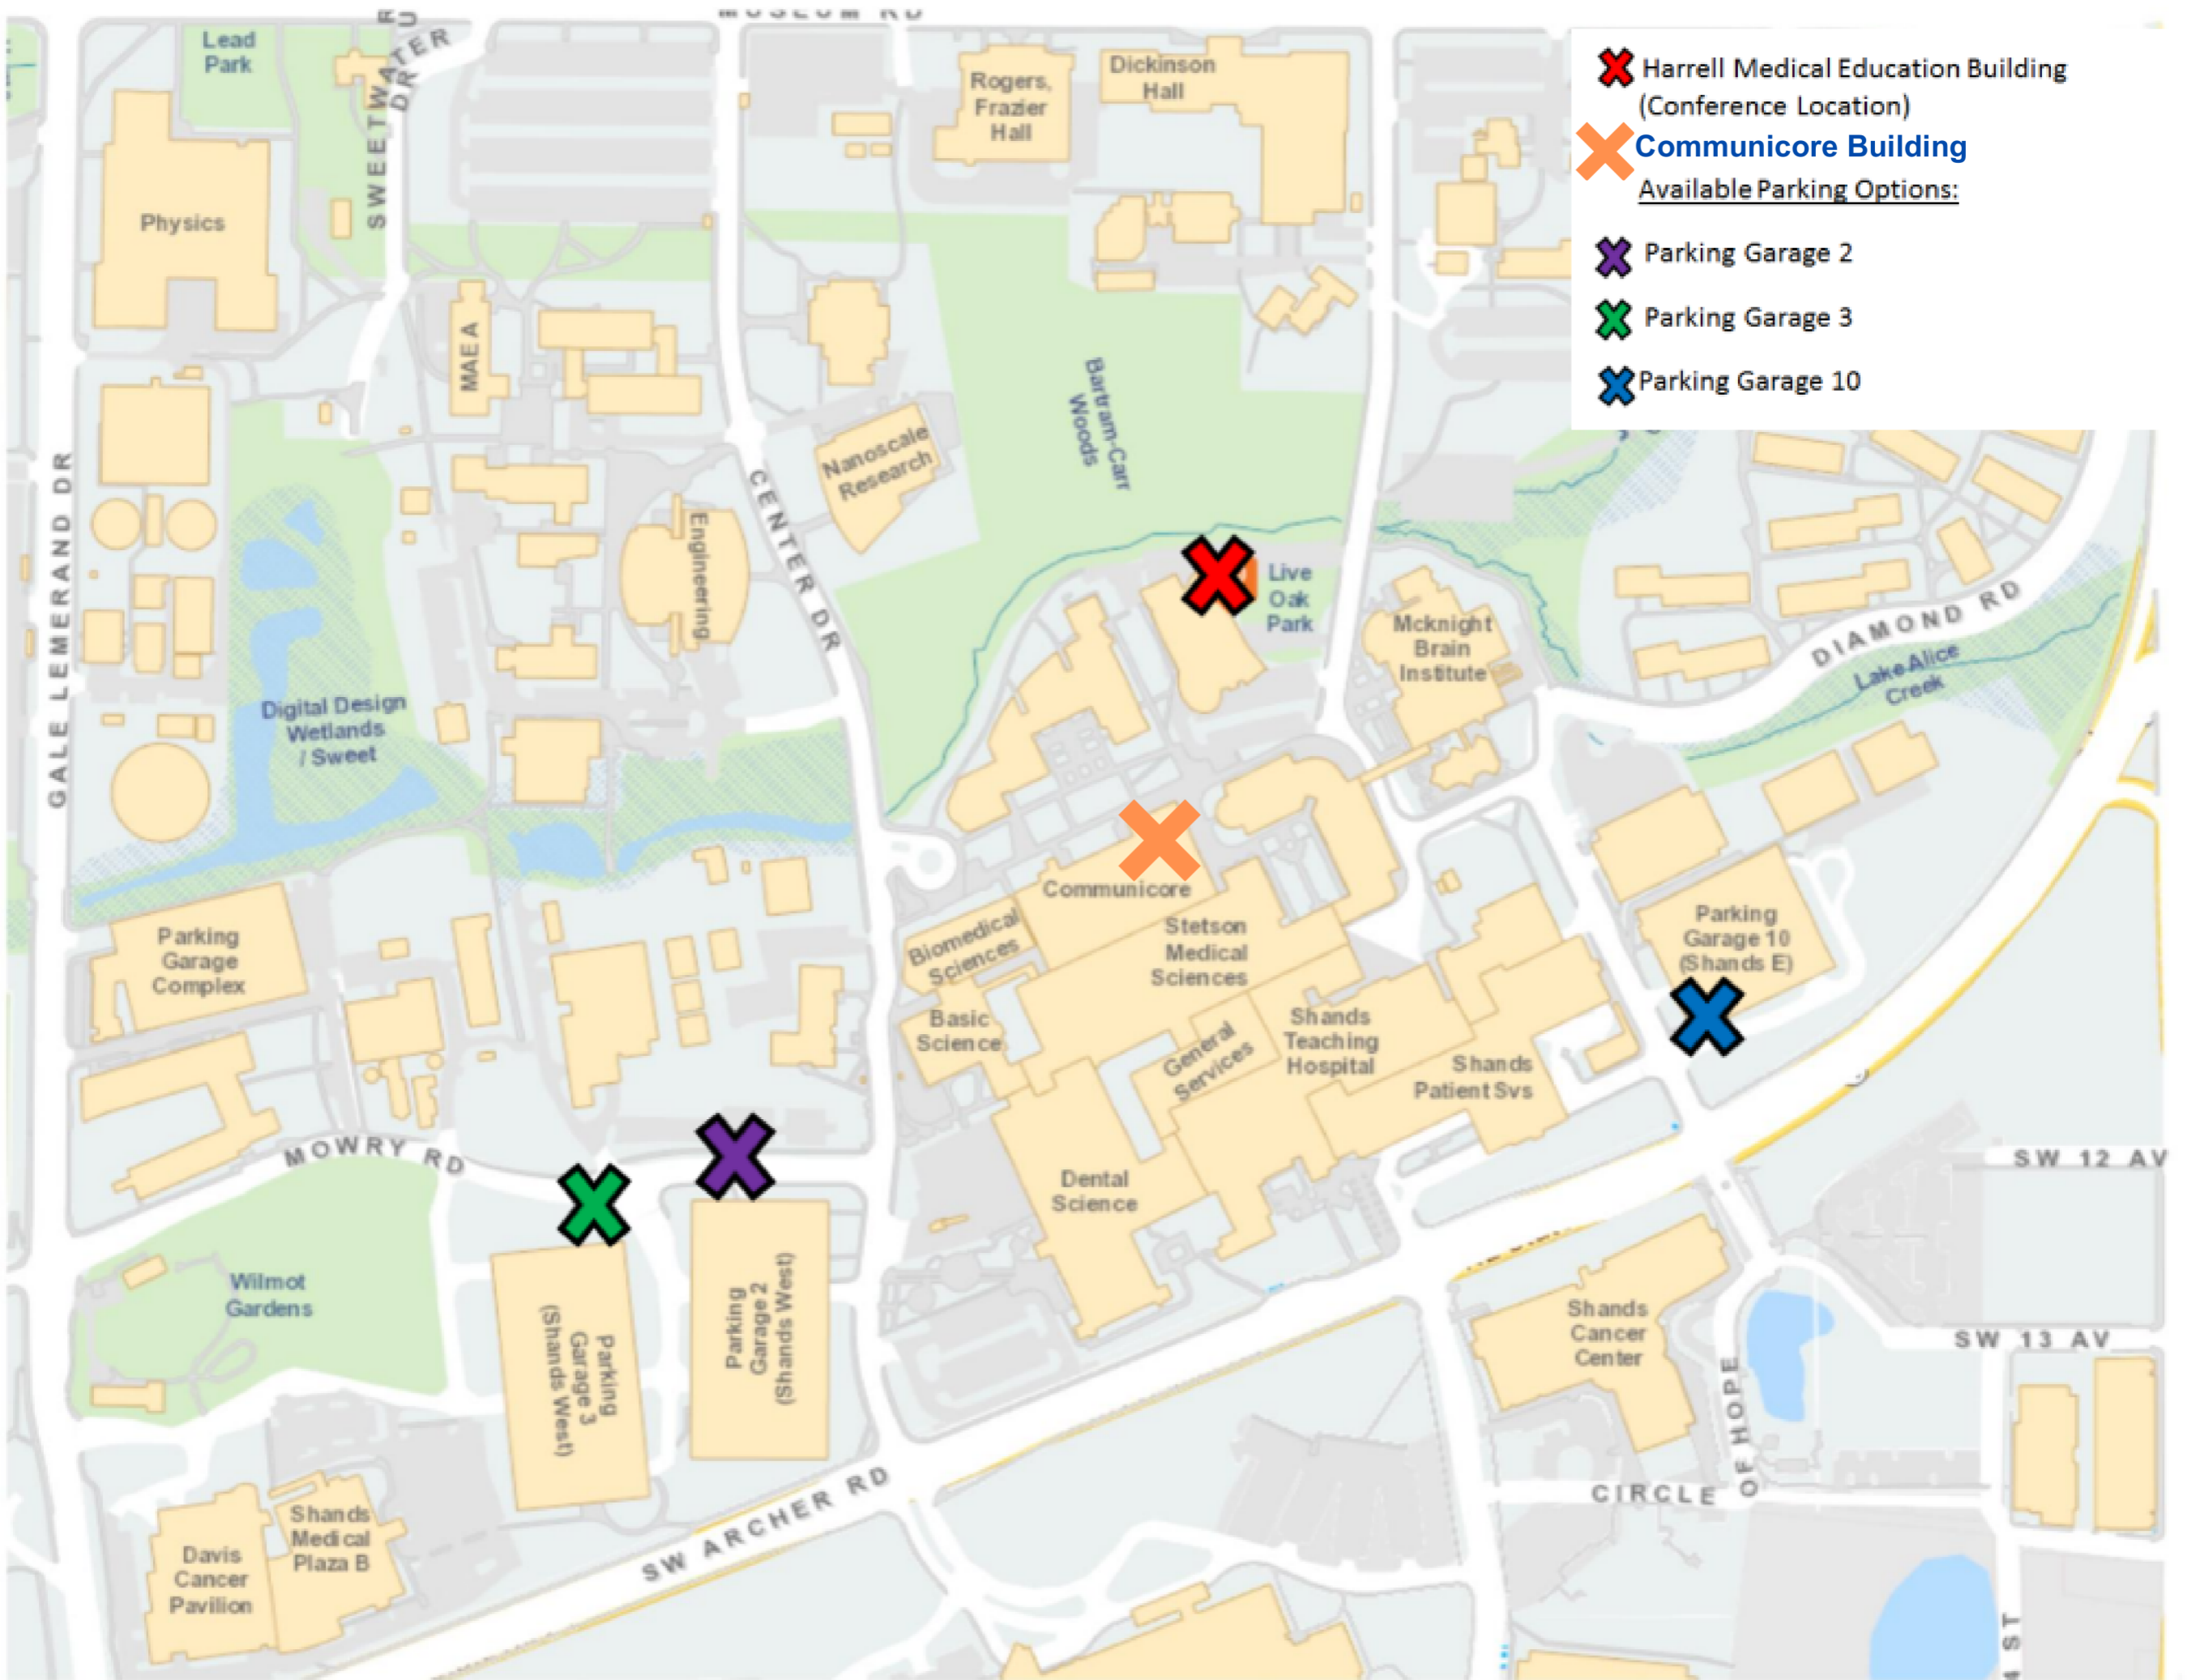 MUSEUM RD
Lead
Park
SWEETWATER
DR
Rogers,
Frazier
Hall
Dickinson
Hall
Harrell Medical Education Building
(Conference Location)
Communicore Building
Available Parking Options:
Parking Garage 2
Parking Garage 3
Parking Garage 10
Physics
MAE A
Bartram-Carr
Woods
Nanoscale
Research
GALE LEMERAND DR
CENTER DR
Engineering
Live
Oak
Park
Mcknight
Brain
Institute
DIAMOND RD
Lake Alice
Creek
Digital Design
Wetlands
/ Sweet
Communicore
Biomedical
Sciences
Stetson
Medical
Sciences
Parking
Garage 10
(Shands E)
Parking
Garage
Complex
Basic
Science
General
Services
Shands
Teaching
Hospital
Shands
Patient Svs
MOWRY RD
SW 12 AV
Dental
Science
Wilmot
Gardens
Parking
Garage 3
(Shands West)
Parking
Garage 2
(Shands West)
Shands
Cancer
Center
SW 13 AV
CIRCLE
OF HOPE
SW ARCHER RD
Shands
Medical
Plaza B
Davis
Cancer
Pavilion
ST